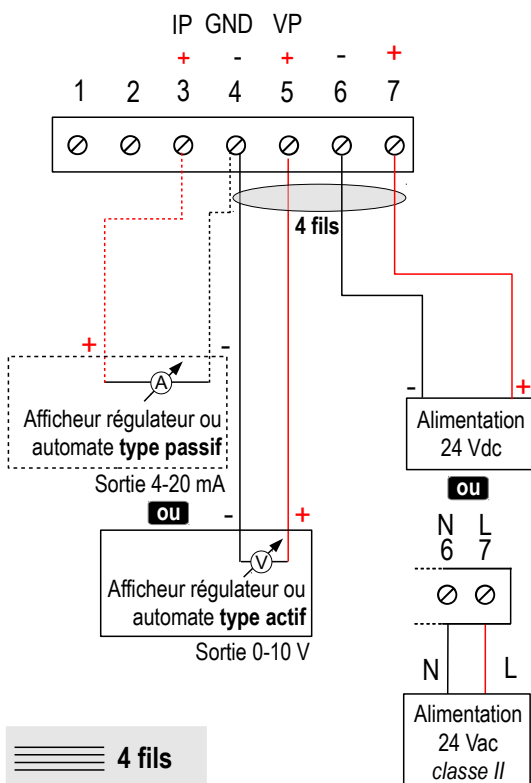 IP GND VP
+ - + - +
1 2 3 4 5 6 7
4 fils
+ -
A
Afficheur régulateur ou
automate type passif
Sortie 4-20 mA
ou
- +
V
Afficheur régulateur ou
automate type actif
Sortie 0-10 V
- +
Alimentation
24 Vdc
ou
N L
6 7
N L
Alimentation
24 Vac
classe II
4 fils